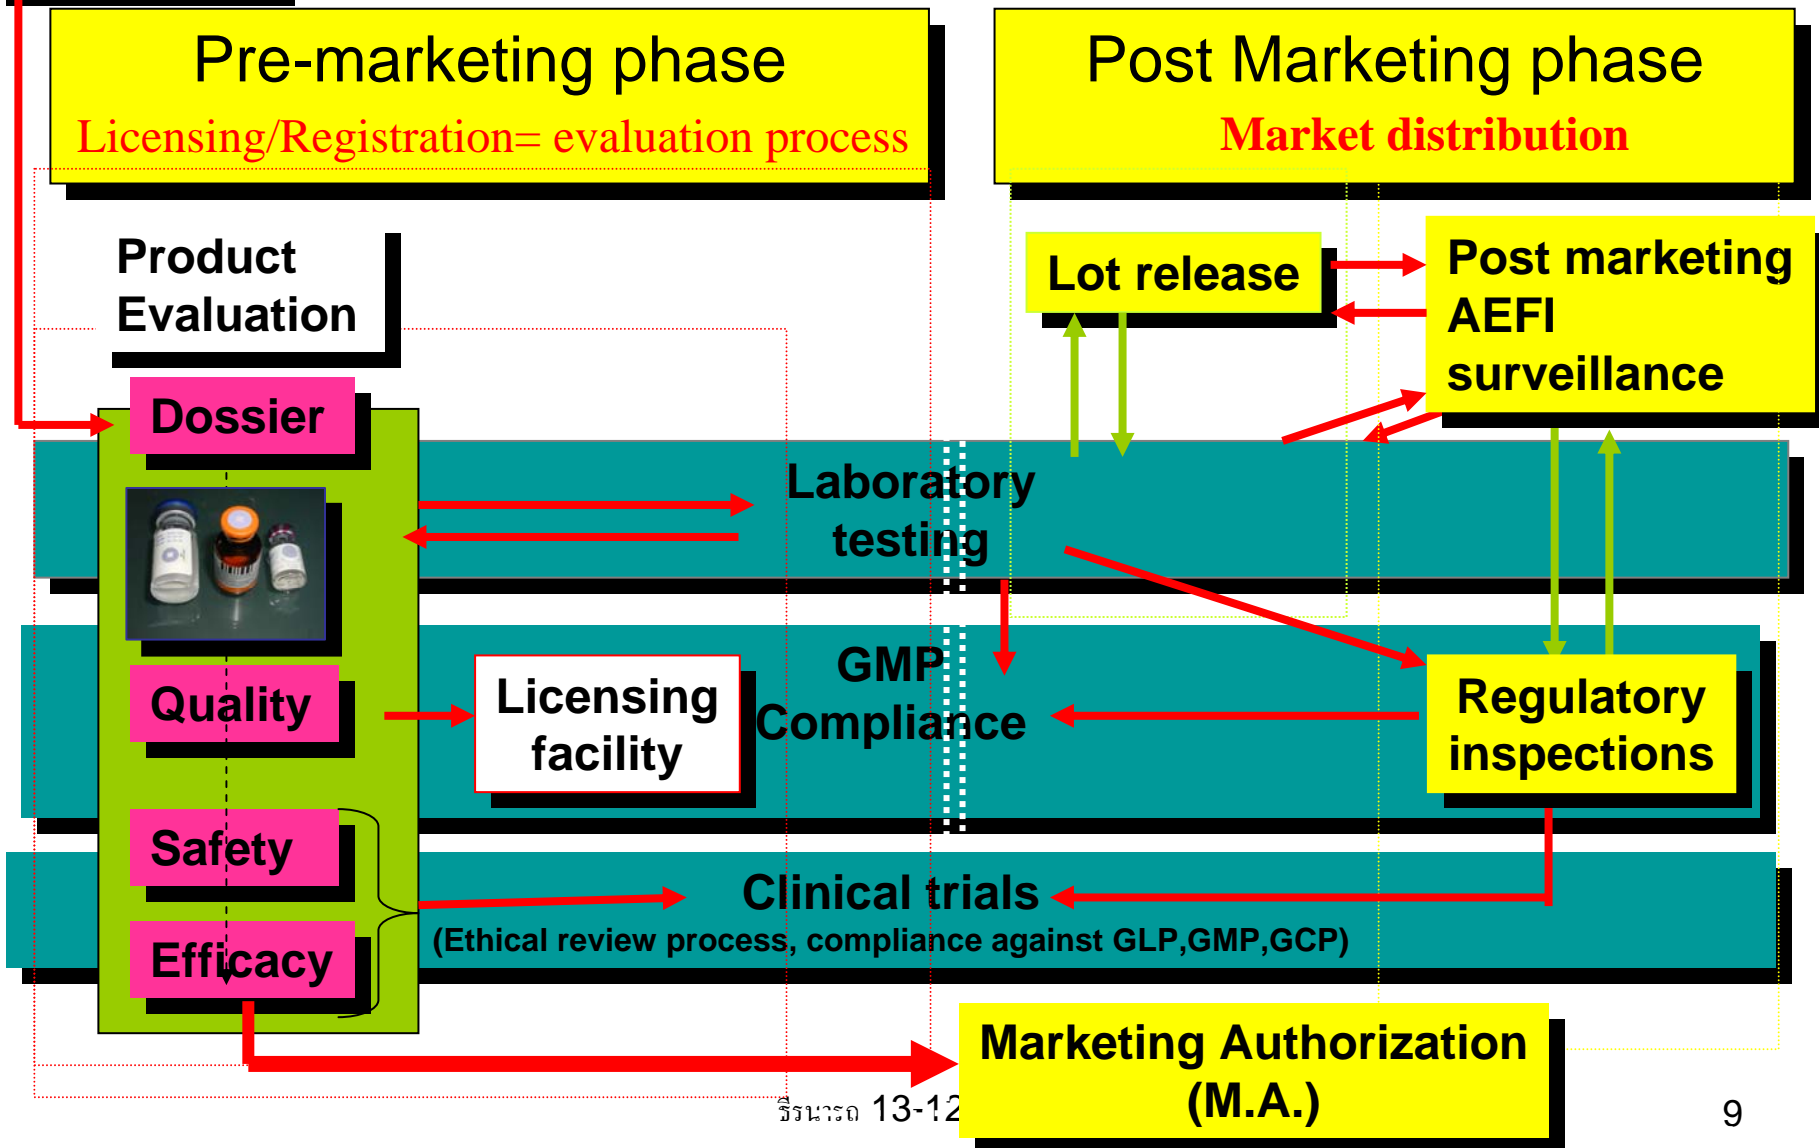 Pre-marketing phase
Licensing/Registration= evaluation process
Post Marketing phase
Market distribution
Product
Evaluation
Lot release
Post marketing
AEFI
surveillance
Dossier
Laboratory
testing
Quality
Licensing
facility
GMP
Compliance
Regulatory
inspections
Safety
Clinical trials
(Ethical review process, compliance against GLP,GMP,GCP)
Efficacy
Marketing Authorization
(M.A.)
ธีรนารถ 13-12
9